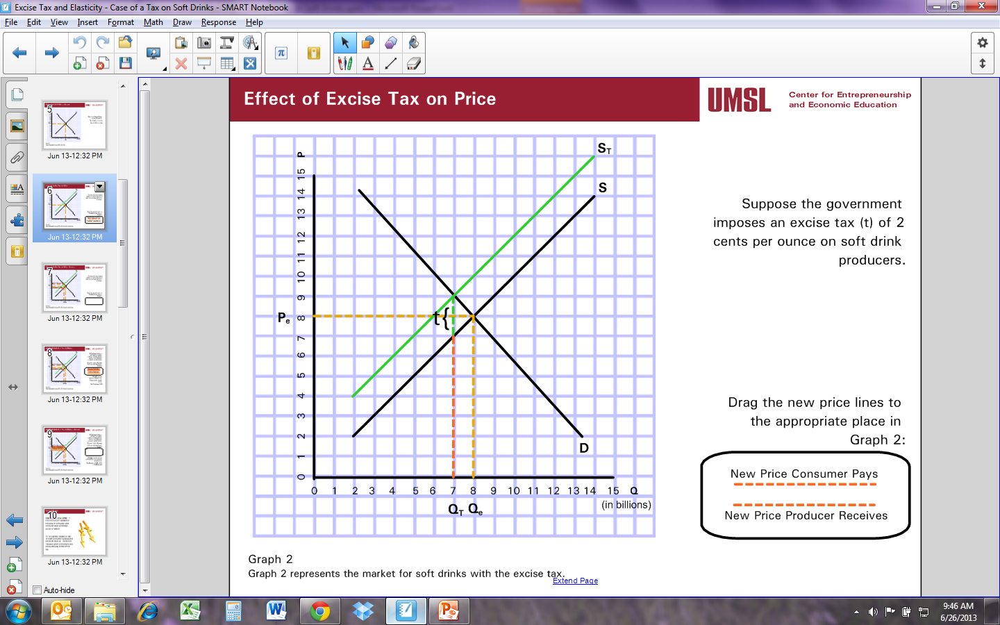 Excise Tax and Elasticity - Case of a Tax on Soft Drinks - SMART Notebook
File Edit View Insert Format Math Draw Response Help
5
Jun 13-12:32 PM
6
Jun 13-12:32 PM
7
Jun 13-12:32 PM
8
Jun 13-12:32 PM
9
Jun 13-12:32 PM
10
Jun 13-12:32 PM
Auto-hide
Effect of Excise Tax on Price
UMSL
Center for Entrepreneurship
and Economic Education
P
15
14
13
12
11
10
9
8
7
6
5
4
3
2
1
0
Pe
ST
S
t{
D
0 1 2 3 4 5 6 7 8 9 10 11 12 13 14 15 Q
(in billions)
QT Qe
Suppose the government
imposes an excise tax (t) of 2
cents per ounce on soft drink
producers.
Drag the new price lines to
the appropriate place in
Graph 2:
New Price Consumer Pays
New Price Producer Receives
Graph 2
Graph 2 represents the market for soft drinks with the excise tax.
Extend Page
9:46 AM
6/26/2013